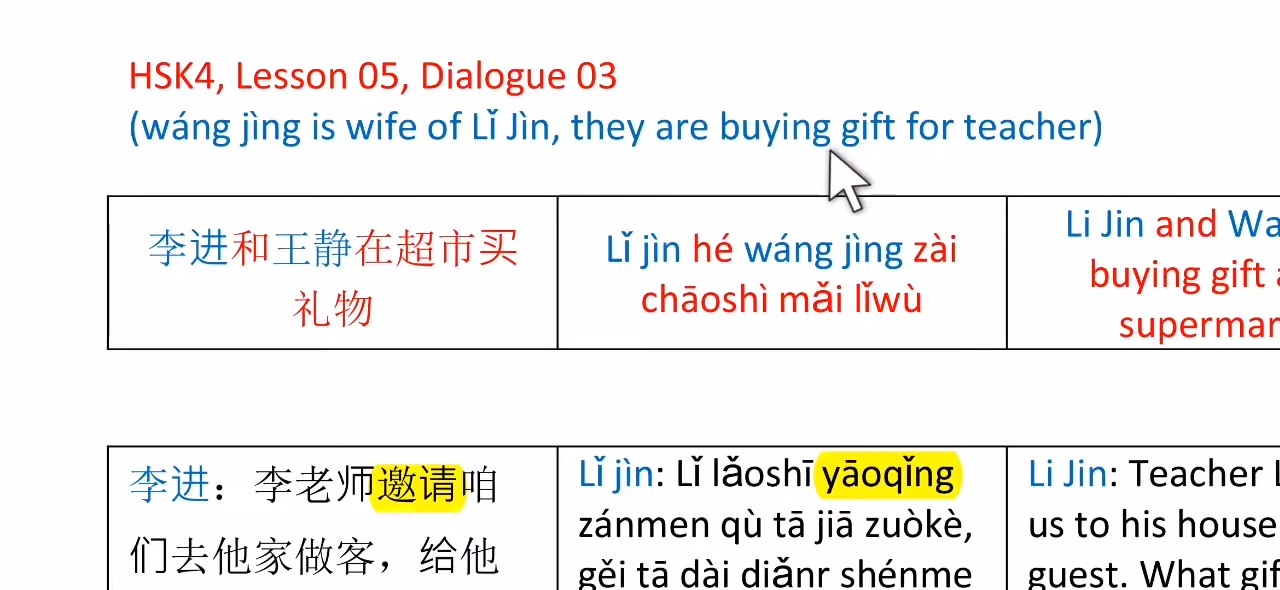 HSK4, Lesson 05, Dialogue 03
(wáng jìng is wife of Lǐ Jìn, they are buying gift for teacher)
李进和王静在超市买
礼物
Lǐ jìn hé wáng jìng zài
chāoshì mǎi lǐwù
Li Jin and Wa
buying gift a
supermar
李进：李老师邀请咱
们去他家做客，给他
Lǐ jìn: Lǐ lǎoshī yāoqǐng
zánmen qù tā jiā zuòkè,
gěi tā dài diǎnr shénme
Li Jin: Teacher L
us to his house
guest. What gif